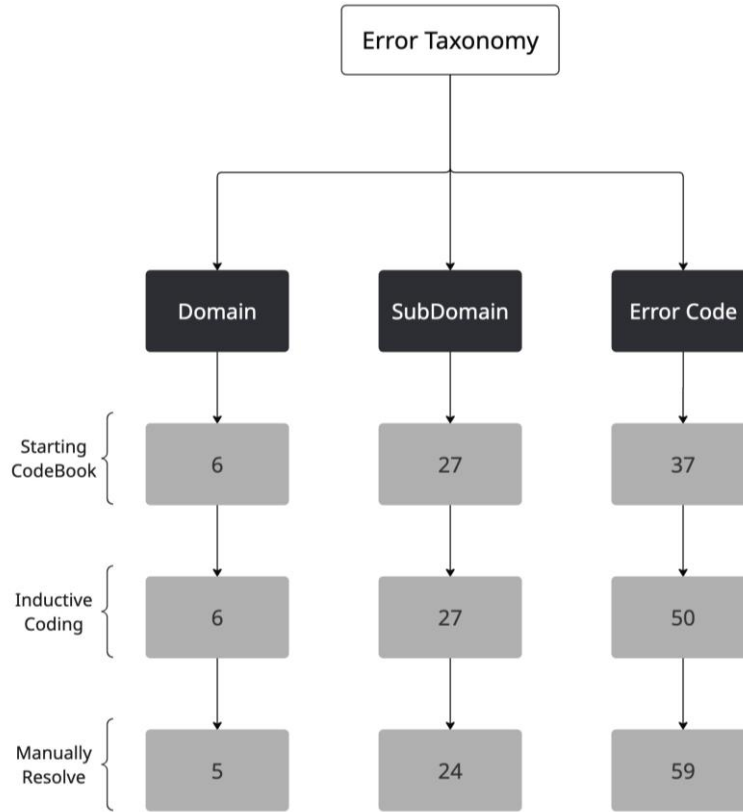 Error Taxonomy
Domain
SubDomain
Error Code
Starting
CodeBook
6
27
37
Inductive
Coding
6
27
50
Manually
Resolve
5
24
59